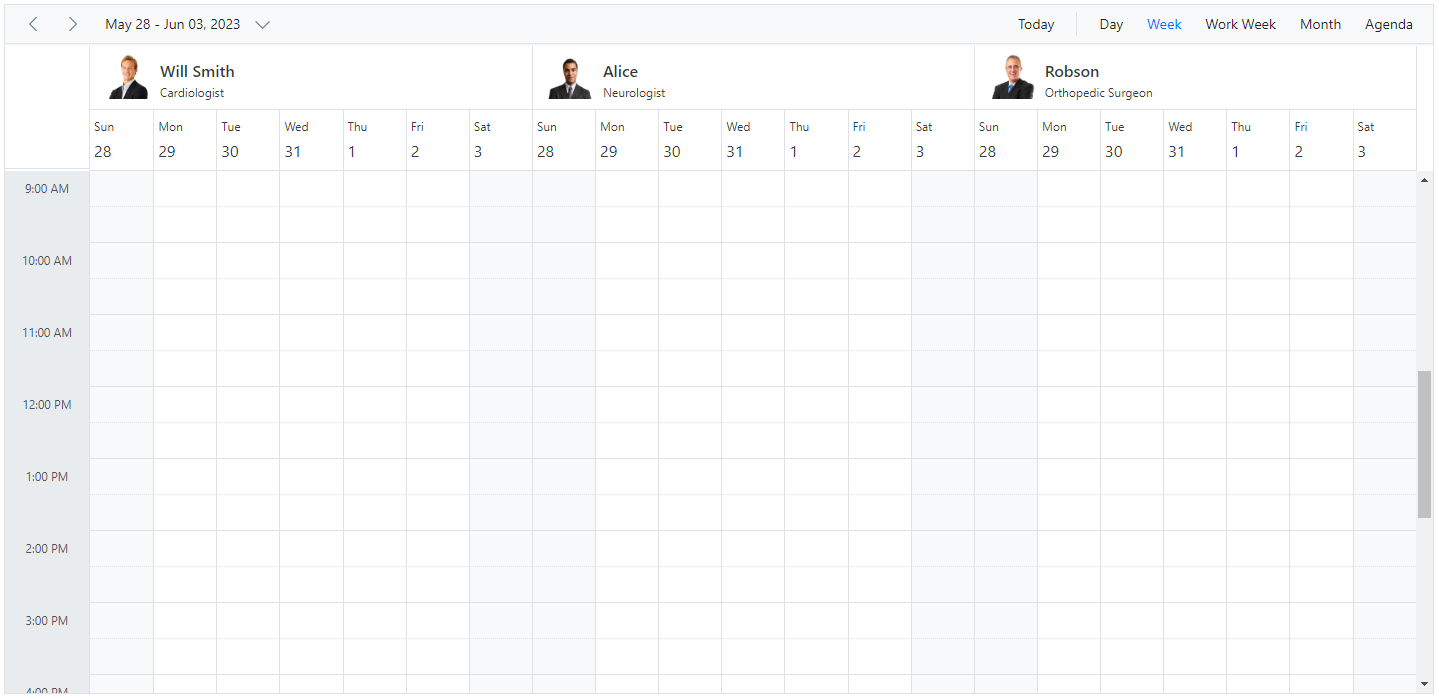 May 28 - Jun 03, 2023 Today Day Week Work Week Month Agenda
Will Smith Alice Robson
Cardiologist Neurologist Orthopedic Surgeon
Sun Mon Tue Wed Thu Fri Sat Sun Mon Tue Wed Thu Fri Sat Sun Mon Tue Wed Thu Fri Sat
28 29 30 31 1 2 3 28 29 30 31 1 2 3 28 29 30 31 1 2 3
9:00 AM
10:00 AM
11:00 AM
12:00 PM
1:00 PM
2:00 PM
3:00 PM
4:00 PM